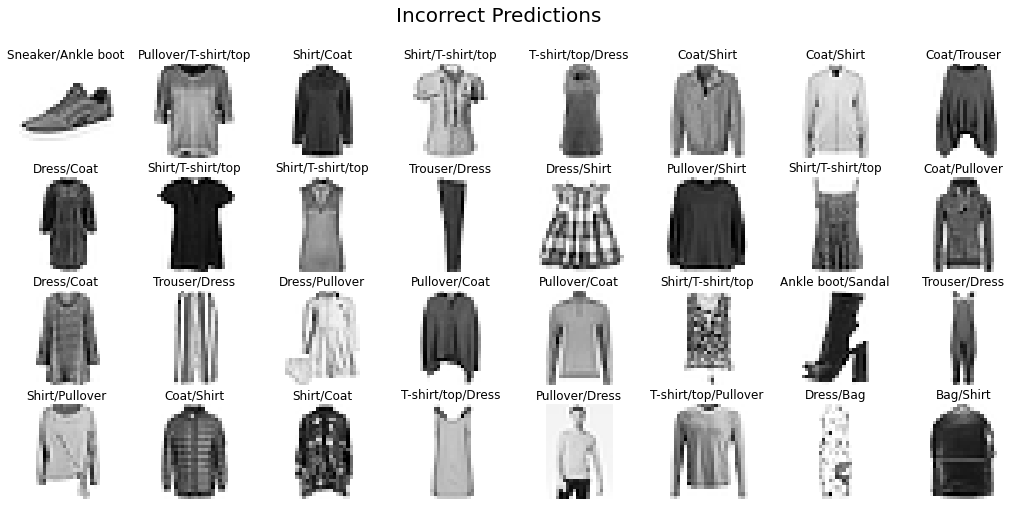 Incorrect Predictions
Sneaker/Ankle boot Pullover/T-shirt/top Shirt/Coat Shirt/T-shirt/top T-shirt/top/Dress Coat/Shirt Coat/Shirt Coat/Trouser
Dress/Coat Shirt/T-shirt/top Shirt/T-shirt/top Trouser/Dress Dress/Shirt Pullover/Shirt Shirt/T-shirt/top Coat/Pullover
Dress/Coat Trouser/Dress Dress/Pullover Pullover/Coat Pullover/Coat Shirt/T-shirt/top Ankle boot/Sandal Trouser/Dress
Shirt/Pullover Coat/Shirt Shirt/Coat T-shirt/top/Dress Pullover/Dress T-shirt/top/Pullover Dress/Bag Bag/Shirt